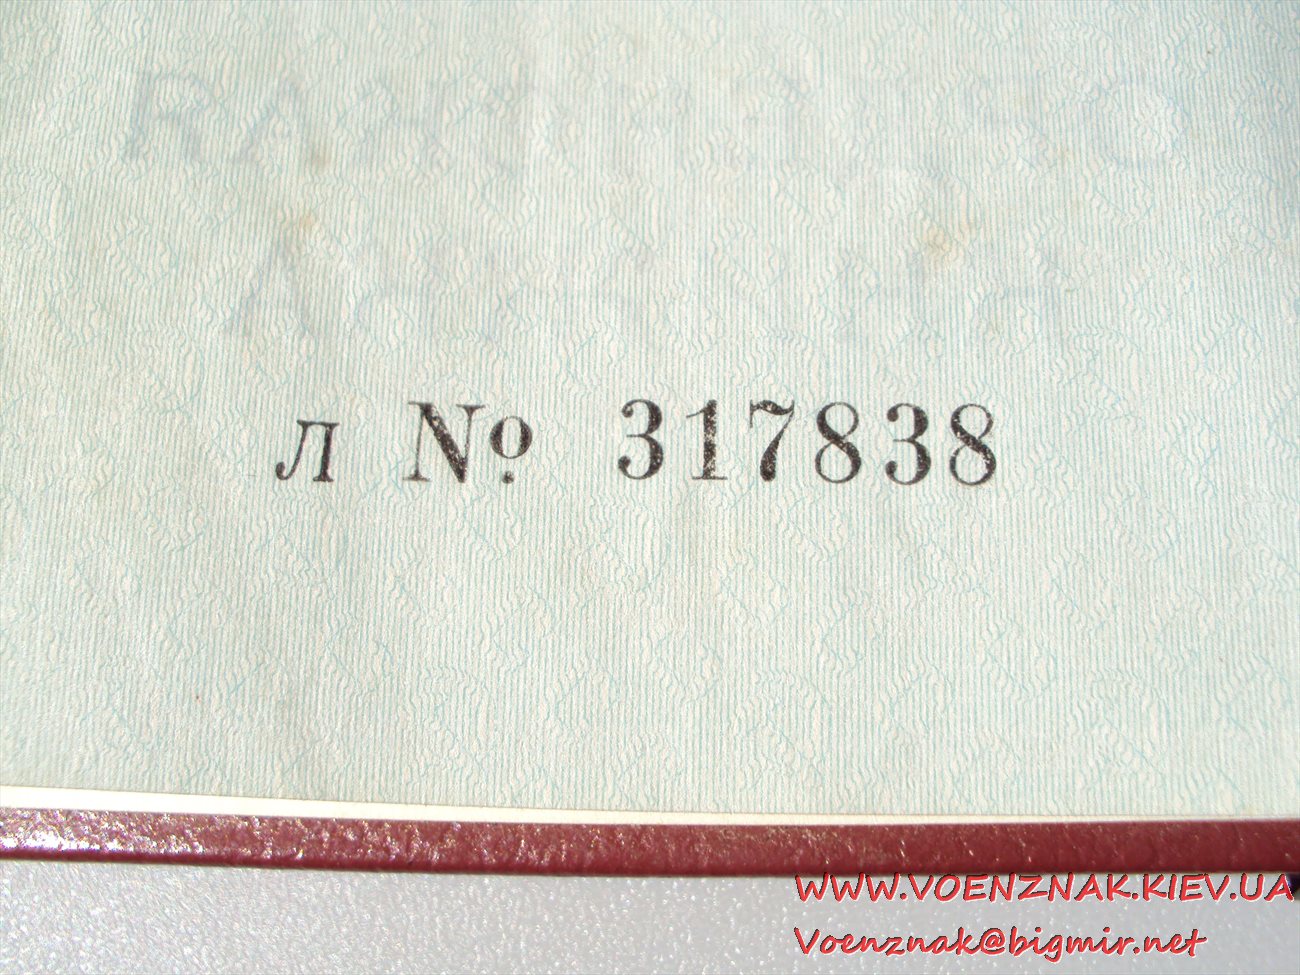 л № 317838
WWW.VOENZNAK.KIEV.UA
Voenznak@bigmir.net